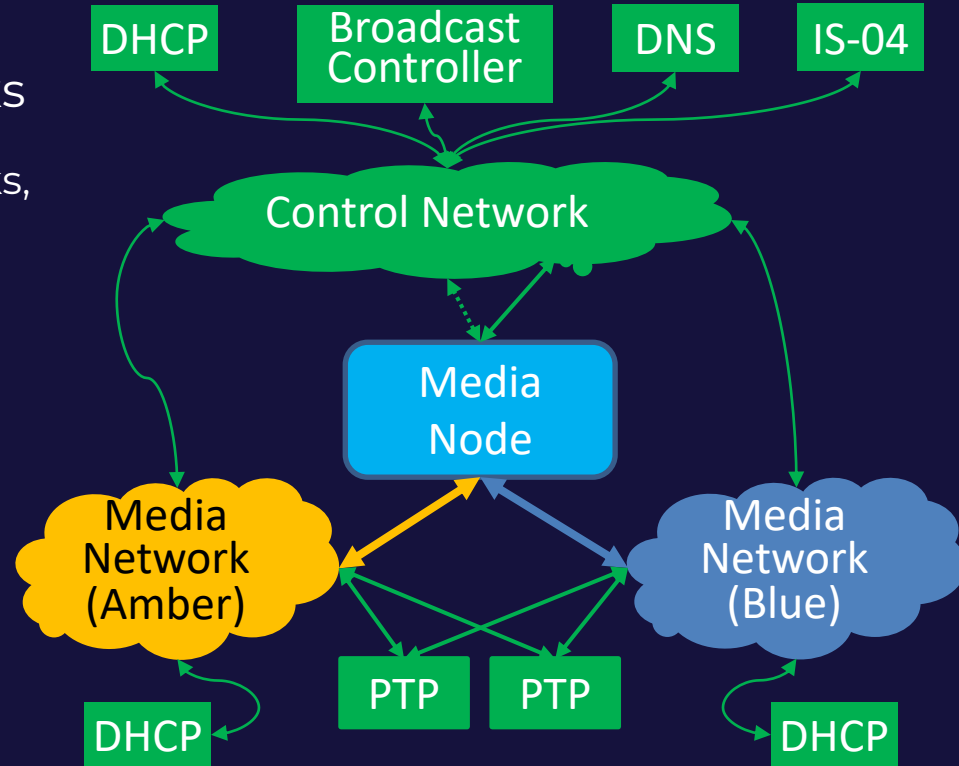 DHCP
Broadcast
Controller
DNS
IS-04
Control Network
Media
Node
Media
Network
(Amber)
Media
Network
(Blue)
PTP
PTP
DHCP
DHCP